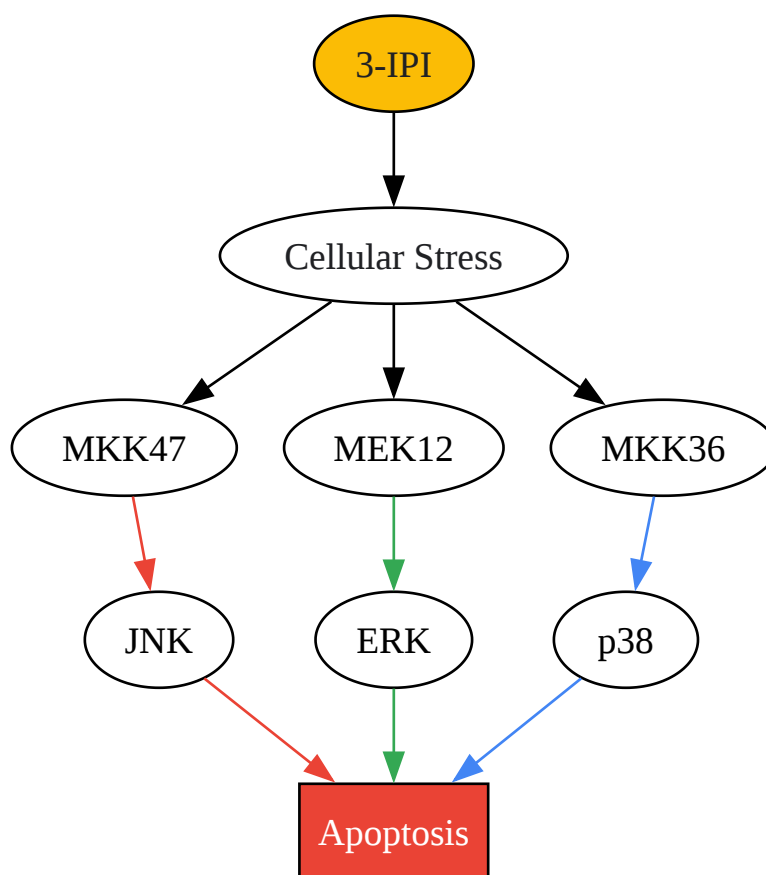 3-IPI
Cellular Stress
MKK47
MEK12
MKK36
JNK
ERK
p38
Apoptosis